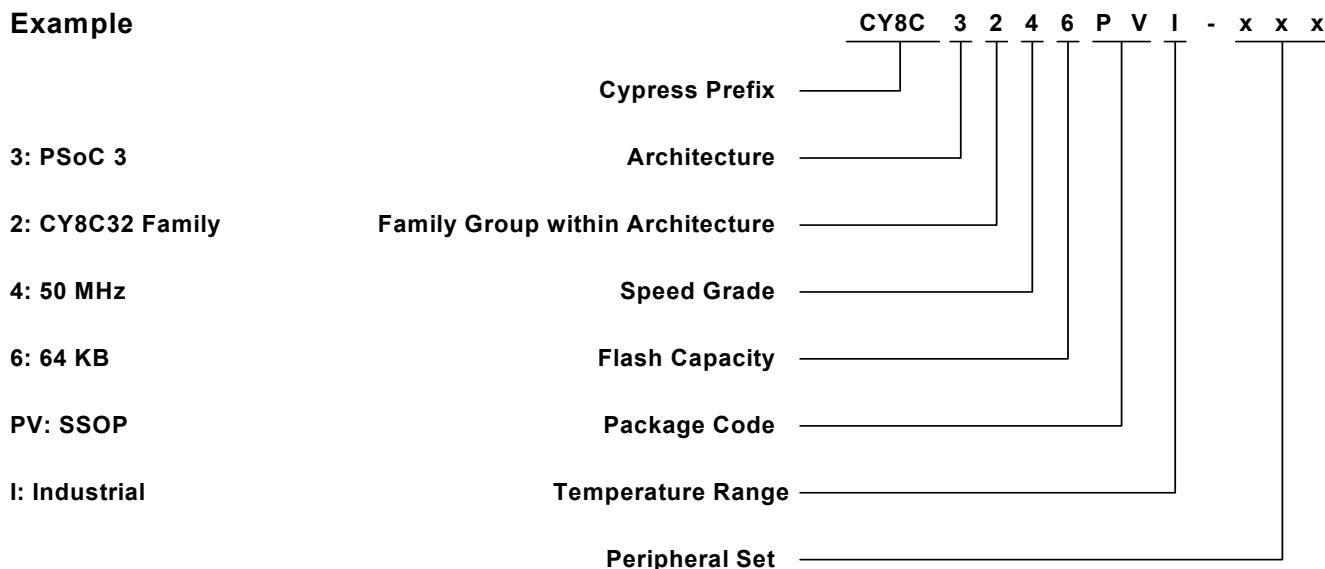 Example CY8C 3 2 4 6 P V I - x x x
Cypress Prefix
3: PSoC 3 Architecture
2: CY8C32 Family Family Group within Architecture
4: 50 MHz Speed Grade
6: 64 KB Flash Capacity
PV: SSOP Package Code
I: Industrial Temperature Range
Peripheral Set